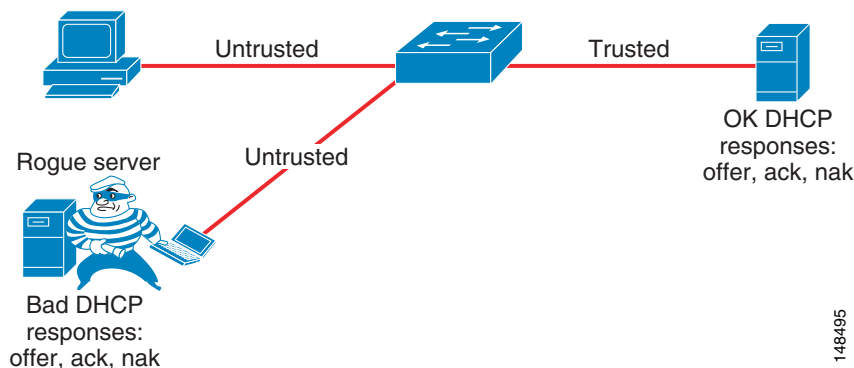 Untrusted
Trusted
OK DHCP
responses:
offer, ack, nak
Rogue server
Untrusted
Bad DHCP
responses:
offer, ack, nak
148495